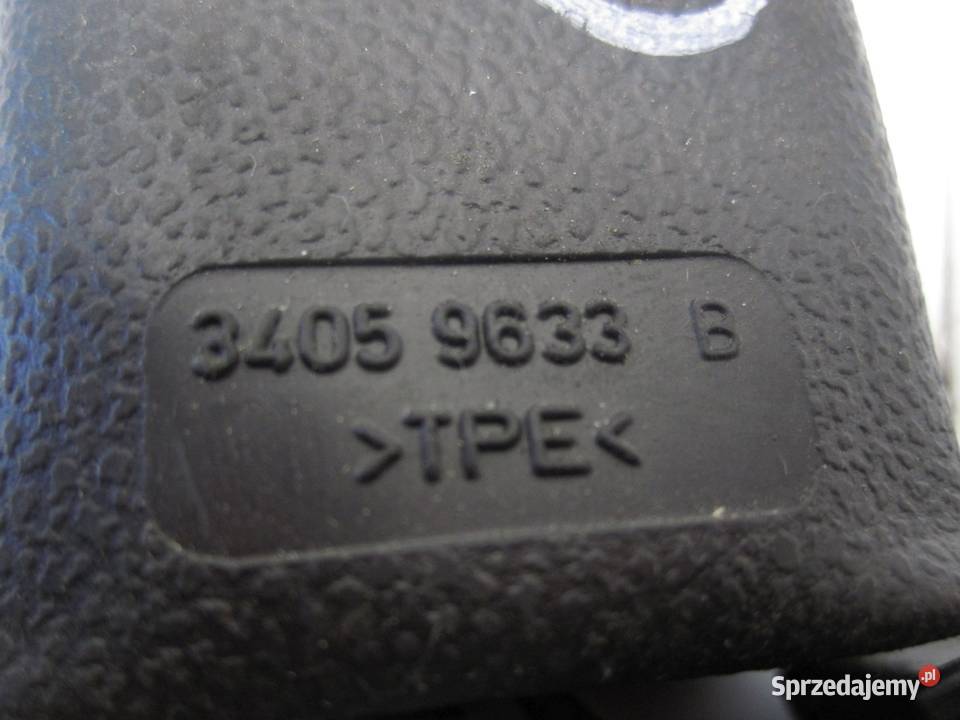 3405 9633 B
>TPE<
Sprzedajemy.pl